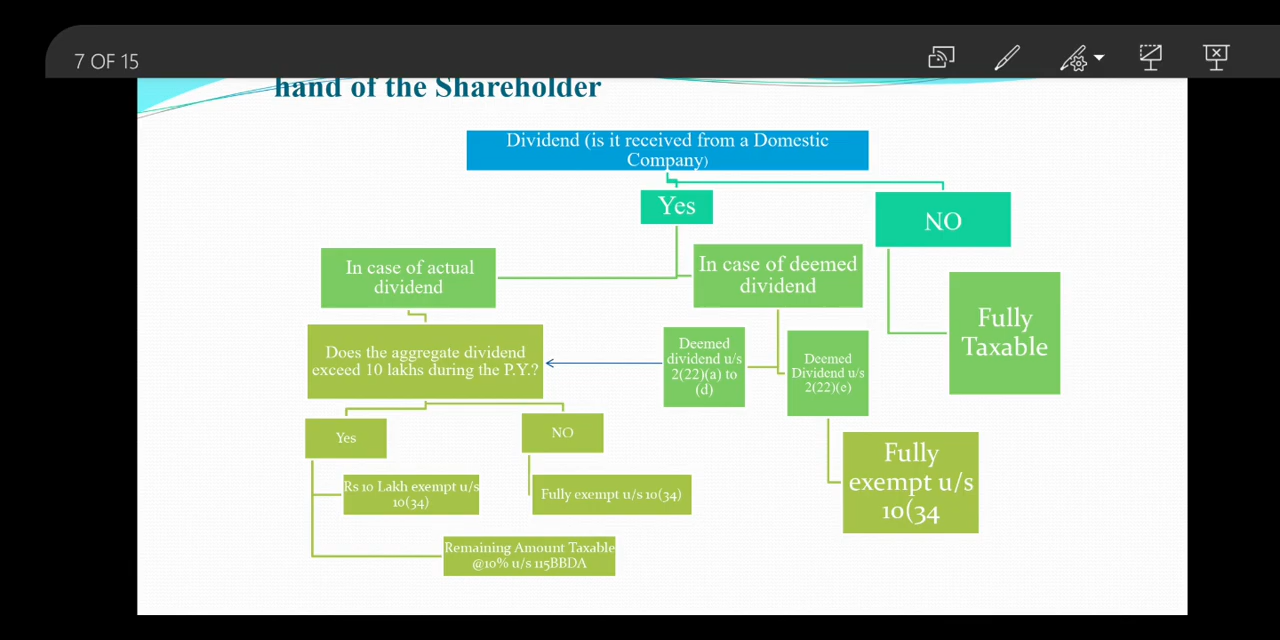 7 OF 15
hand of the Shareholder
Dividend (is it received from a Domestic
Company)
Yes
NO
In case of actual
dividend
In case of deemed
dividend
Fully
Taxable
Does the aggregate dividend
exceed 10 lakhs during the P.Y.?
Deemed
dividend u/s
2(22)(a) to
(d)
Deemed
Dividend u/s
2(22)(e)
Yes
NO
Fully
exempt u/s
10(34
Rs 10 Lakh exempt u/s
10(34)
Fully exempt u/s 10(34)
Remaining Amount Taxable
@10% u/s 115BBDA